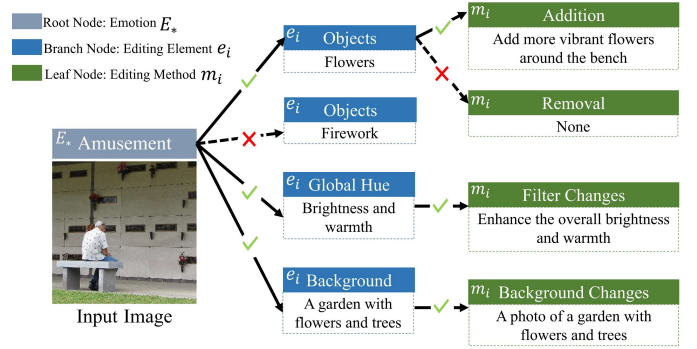 Root Node: Emotion E*
Branch Node: Editing Element ei
Leaf Node: Editing Method mi
E* Amusement
Input Image
ei Objects
Flowers
ei Objects
Firework
ei Global Hue
Brightness and
warmth
ei Background
A garden with
flowers and trees
mi Addition
Add more vibrant flowers
around the bench
mi Removal
None
mi Filter Changes
Enhance the overall brightness
and warmth
mi Background Changes
A photo of a garden with
flowers and trees